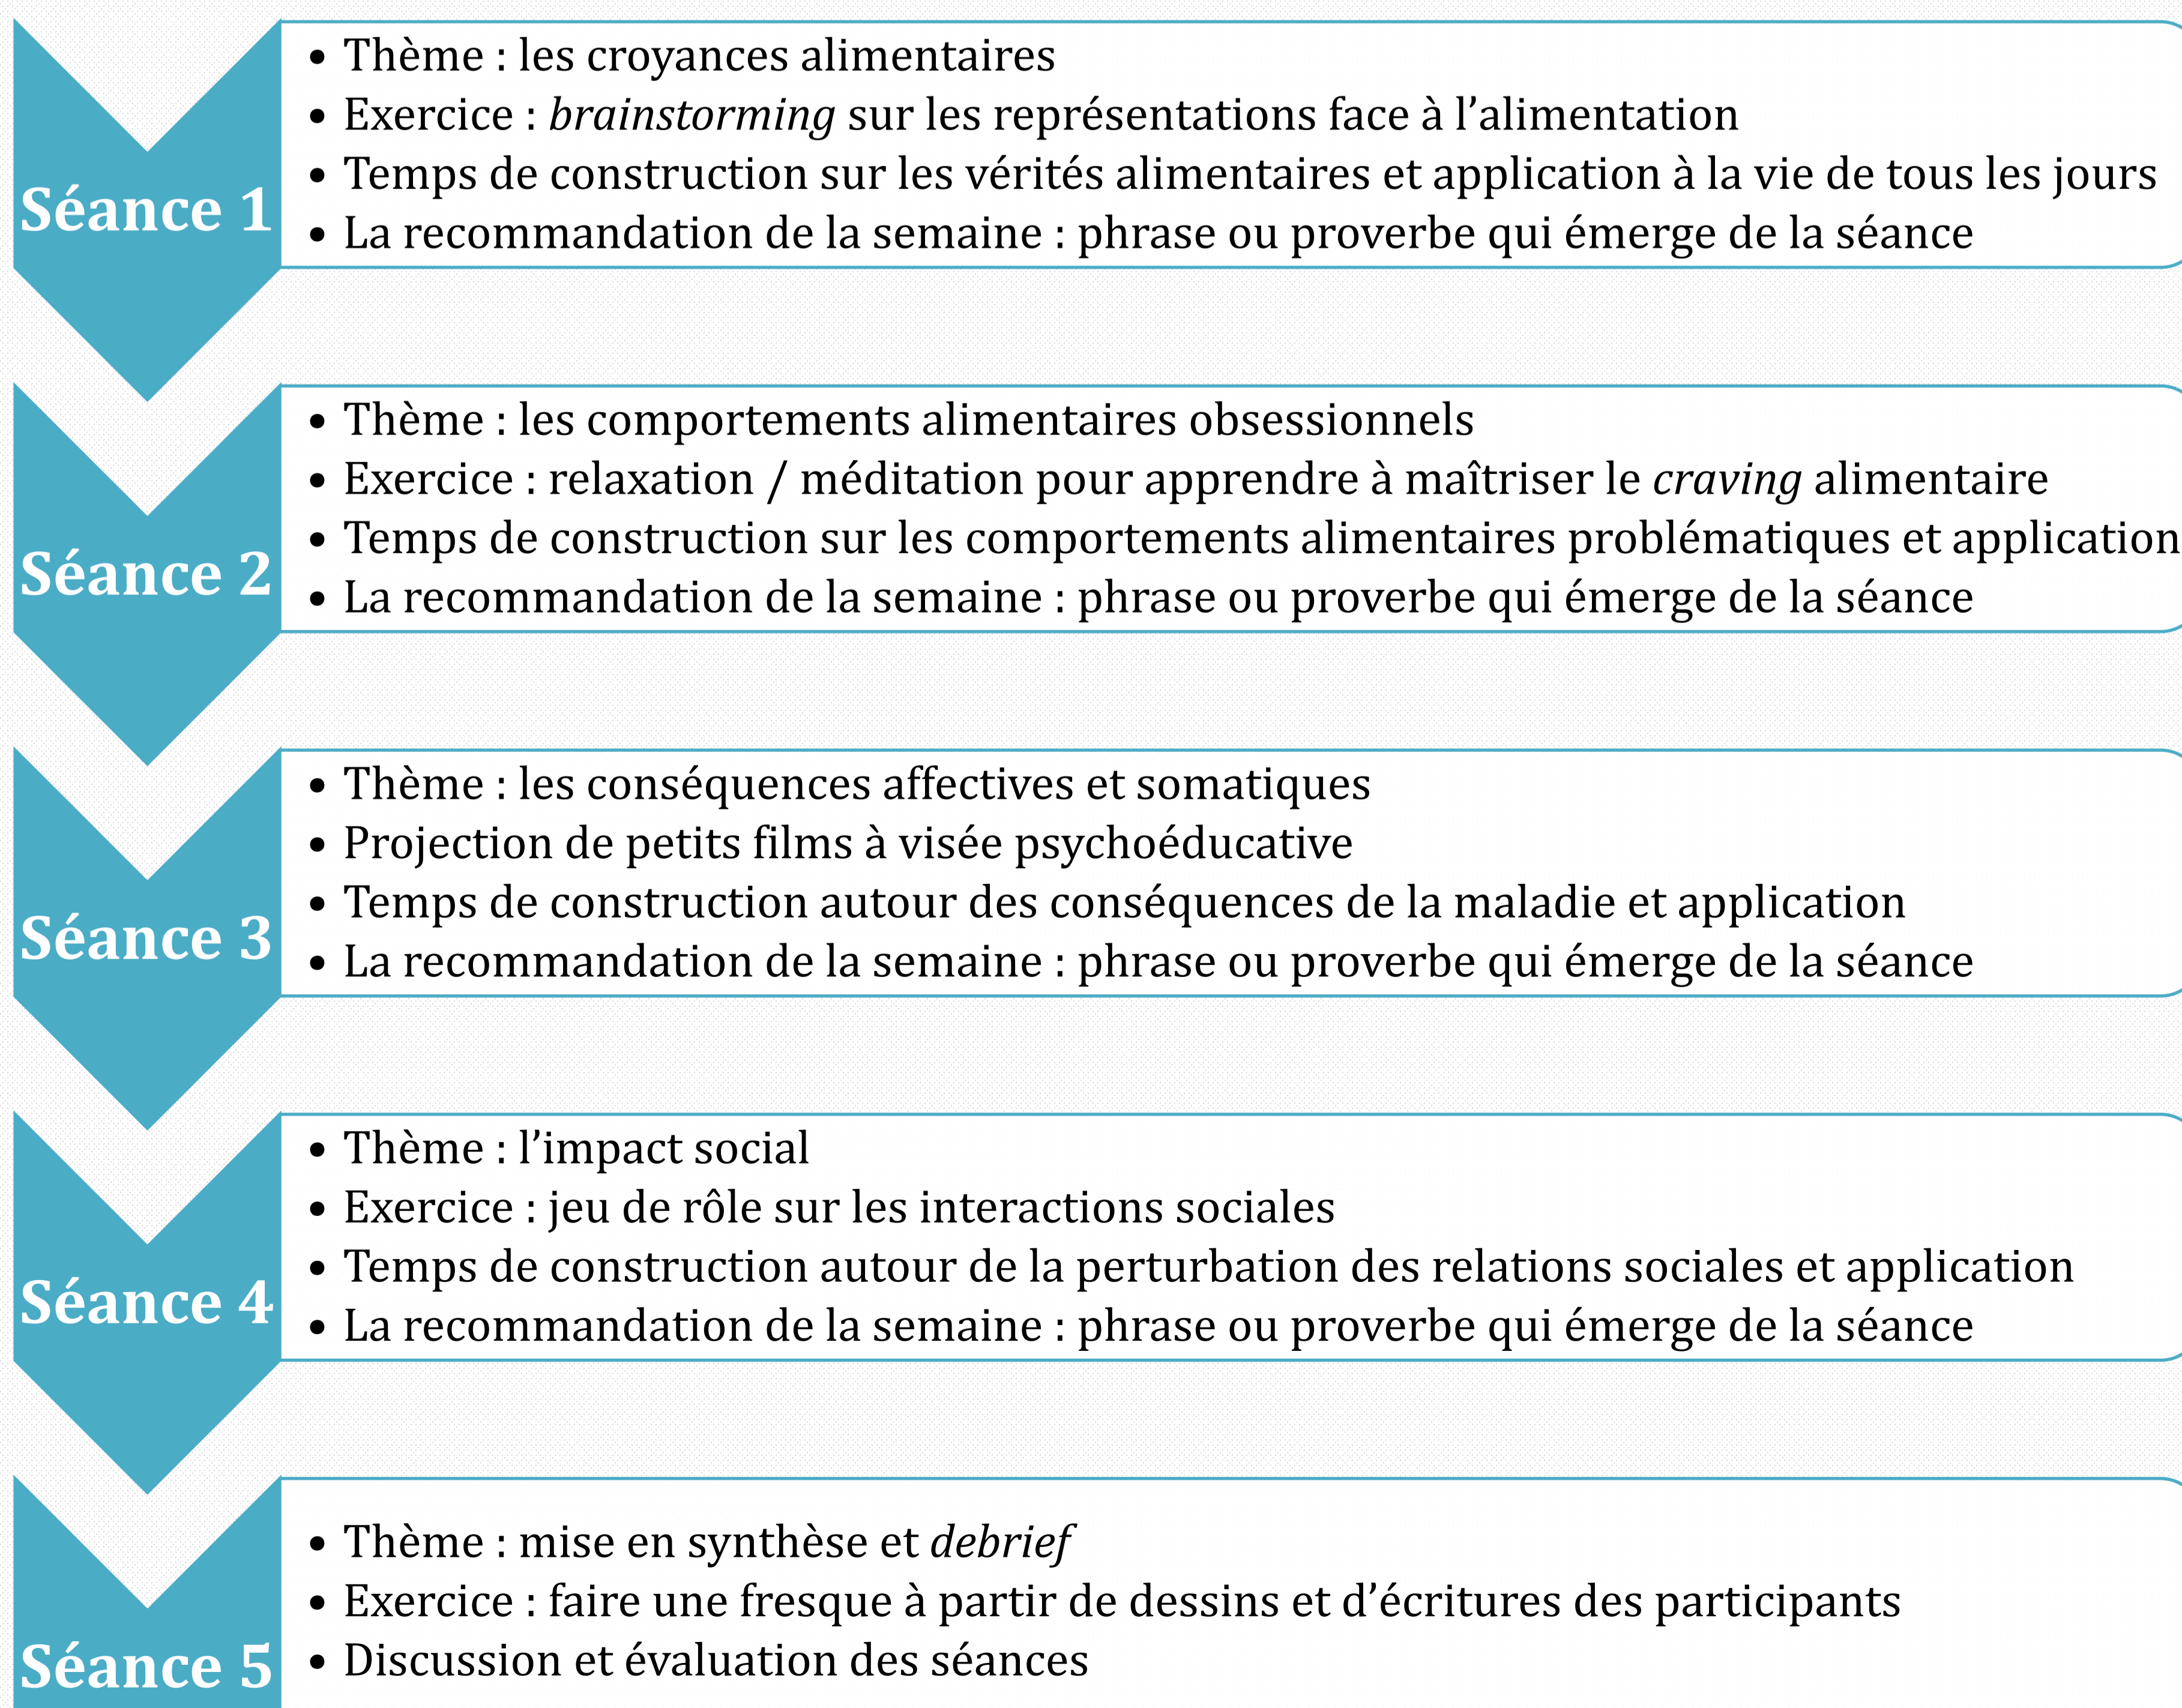 Séance 1
• Thème : les croyances alimentaires
• Exercice : brainstorming sur les représentations face à l’alimentation
• Temps de construction sur les vérités alimentaires et application à la vie de tous les jours
• La recommandation de la semaine : phrase ou proverbe qui émerge de la séance
Séance 2
• Thème : les comportements alimentaires obsessionnels
• Exercice : relaxation / méditation pour apprendre à maîtriser le craving alimentaire
• Temps de construction sur les comportements alimentaires problématiques et application
• La recommandation de la semaine : phrase ou proverbe qui émerge de la séance
Séance 3
• Thème : les conséquences affectives et somatiques
• Projection de petits films à visée psychoéducative
• Temps de construction autour des conséquences de la maladie et application
• La recommandation de la semaine : phrase ou proverbe qui émerge de la séance
Séance 4
• Thème : l’impact social
• Exercice : jeu de rôle sur les interactions sociales
• Temps de construction autour de la perturbation des relations sociales et application
• La recommandation de la semaine : phrase ou proverbe qui émerge de la séance
Séance 5
• Thème : mise en synthèse et debrief
• Exercice : faire une fresque à partir de dessins et d’écritures des participants
• Discussion et évaluation des séances